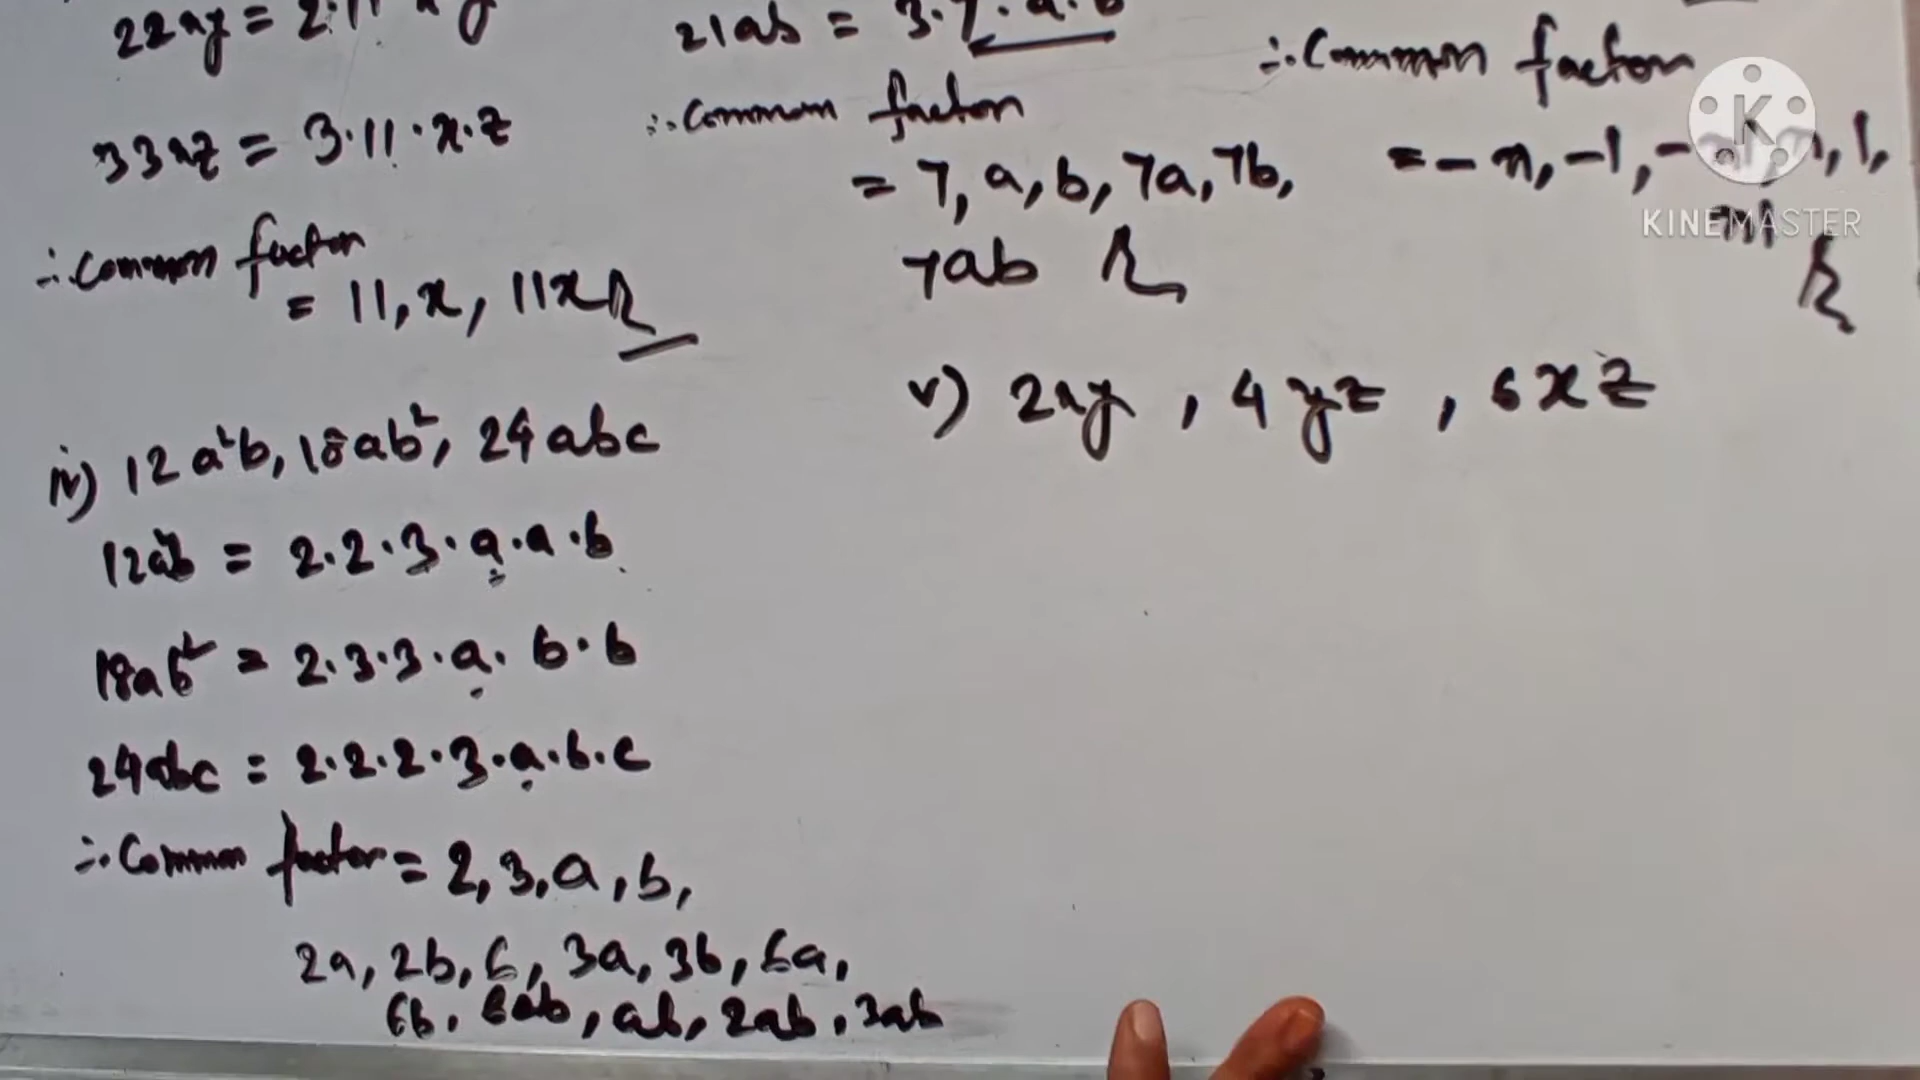 22xy = 2·11·x·y
33xz = 3·11·x·z
∴ Common factor
= 11, x, 11x
21ab = 3·7·a·b
∴ Common factor
= 7, a, b, 7a, 7b,
7ab
∴ Common factor
= -n, -1, n, 1,
KINEMASTER
iv) 12a²b, 18ab², 24abc
12a²b = 2·2·3·a·a·b
18ab² = 2·3·3·a·b·b
24abc = 2·2·2·3·a·b·c
∴ Common factor = 2, 3, a, b,
2a, 2b, 6, 3a, 3b, 6a,
6b, 6ab, ab, 2ab, 3ab
v) 2xy, 4yz, 6xz